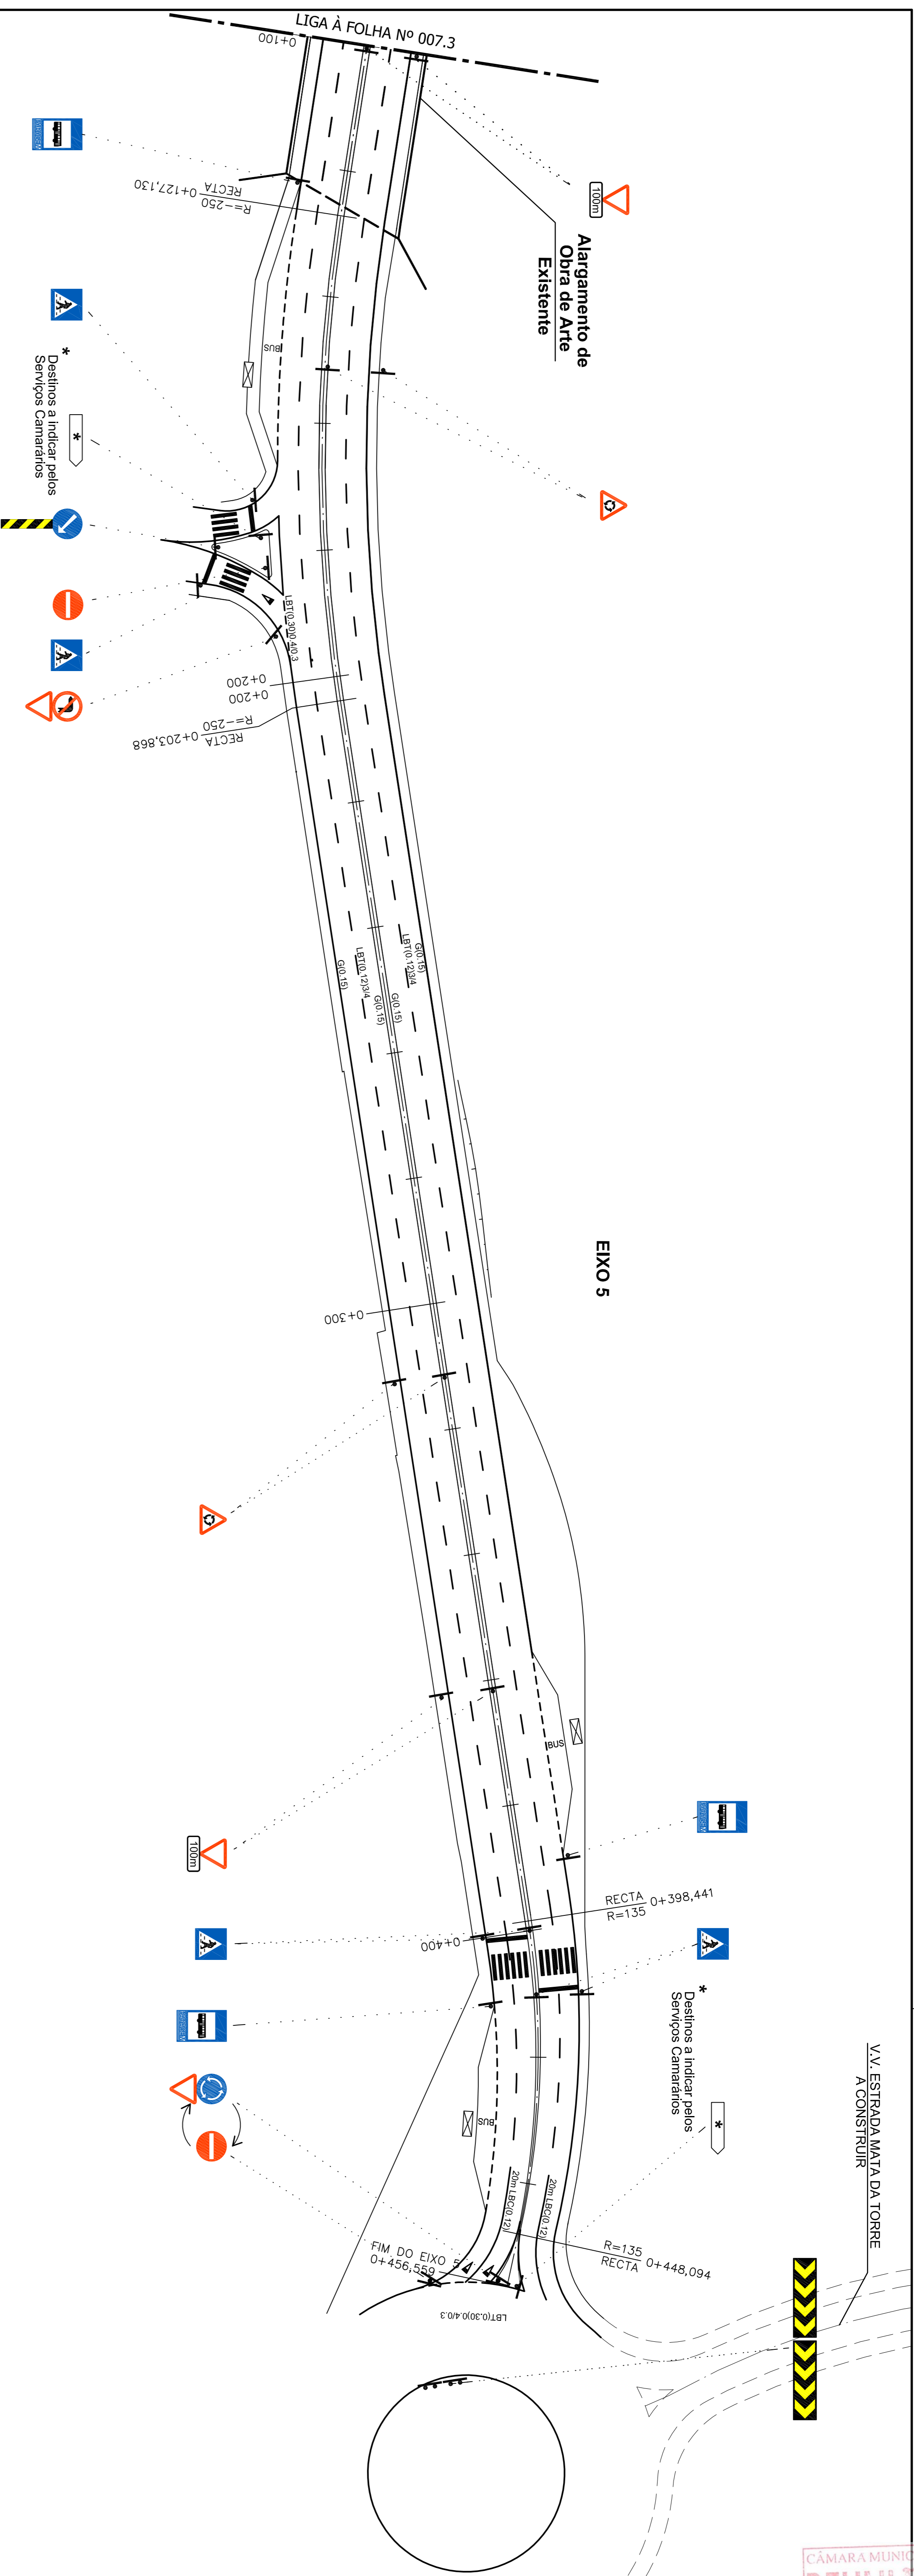 LIGA À FOLHA Nº 007.3
0+100
100m
Alargamento de
Obra de Arte
Existente
RECTA
R=-250
0+127,130
BUS
*
Destinos a indicar pelos
Serviços Camarários
*
LBT(0.30)0.4/0.3
0+200
0+200
R=-250
RECTA
0+203,868
G(0.15)
LBT(0.12)3/4
G(0.15)
G(0.15)
LBT(0.12)3/4
G(0.15)
EIXO 5
0+300
BUS
100m
RECTA
R=135
0+398,441
0+400
*
Destinos a indicar pelos
Serviços Camarários
*
V.V. ESTRADA MATA DA TORRE
A CONSTRUIR
BUS
20m LBC(0.12)
20m LBC(0.12)
R=135
RECTA
0+448,094
FIM DO EIXO 5
0+456,559
LBT(0.30)0.4/0.3